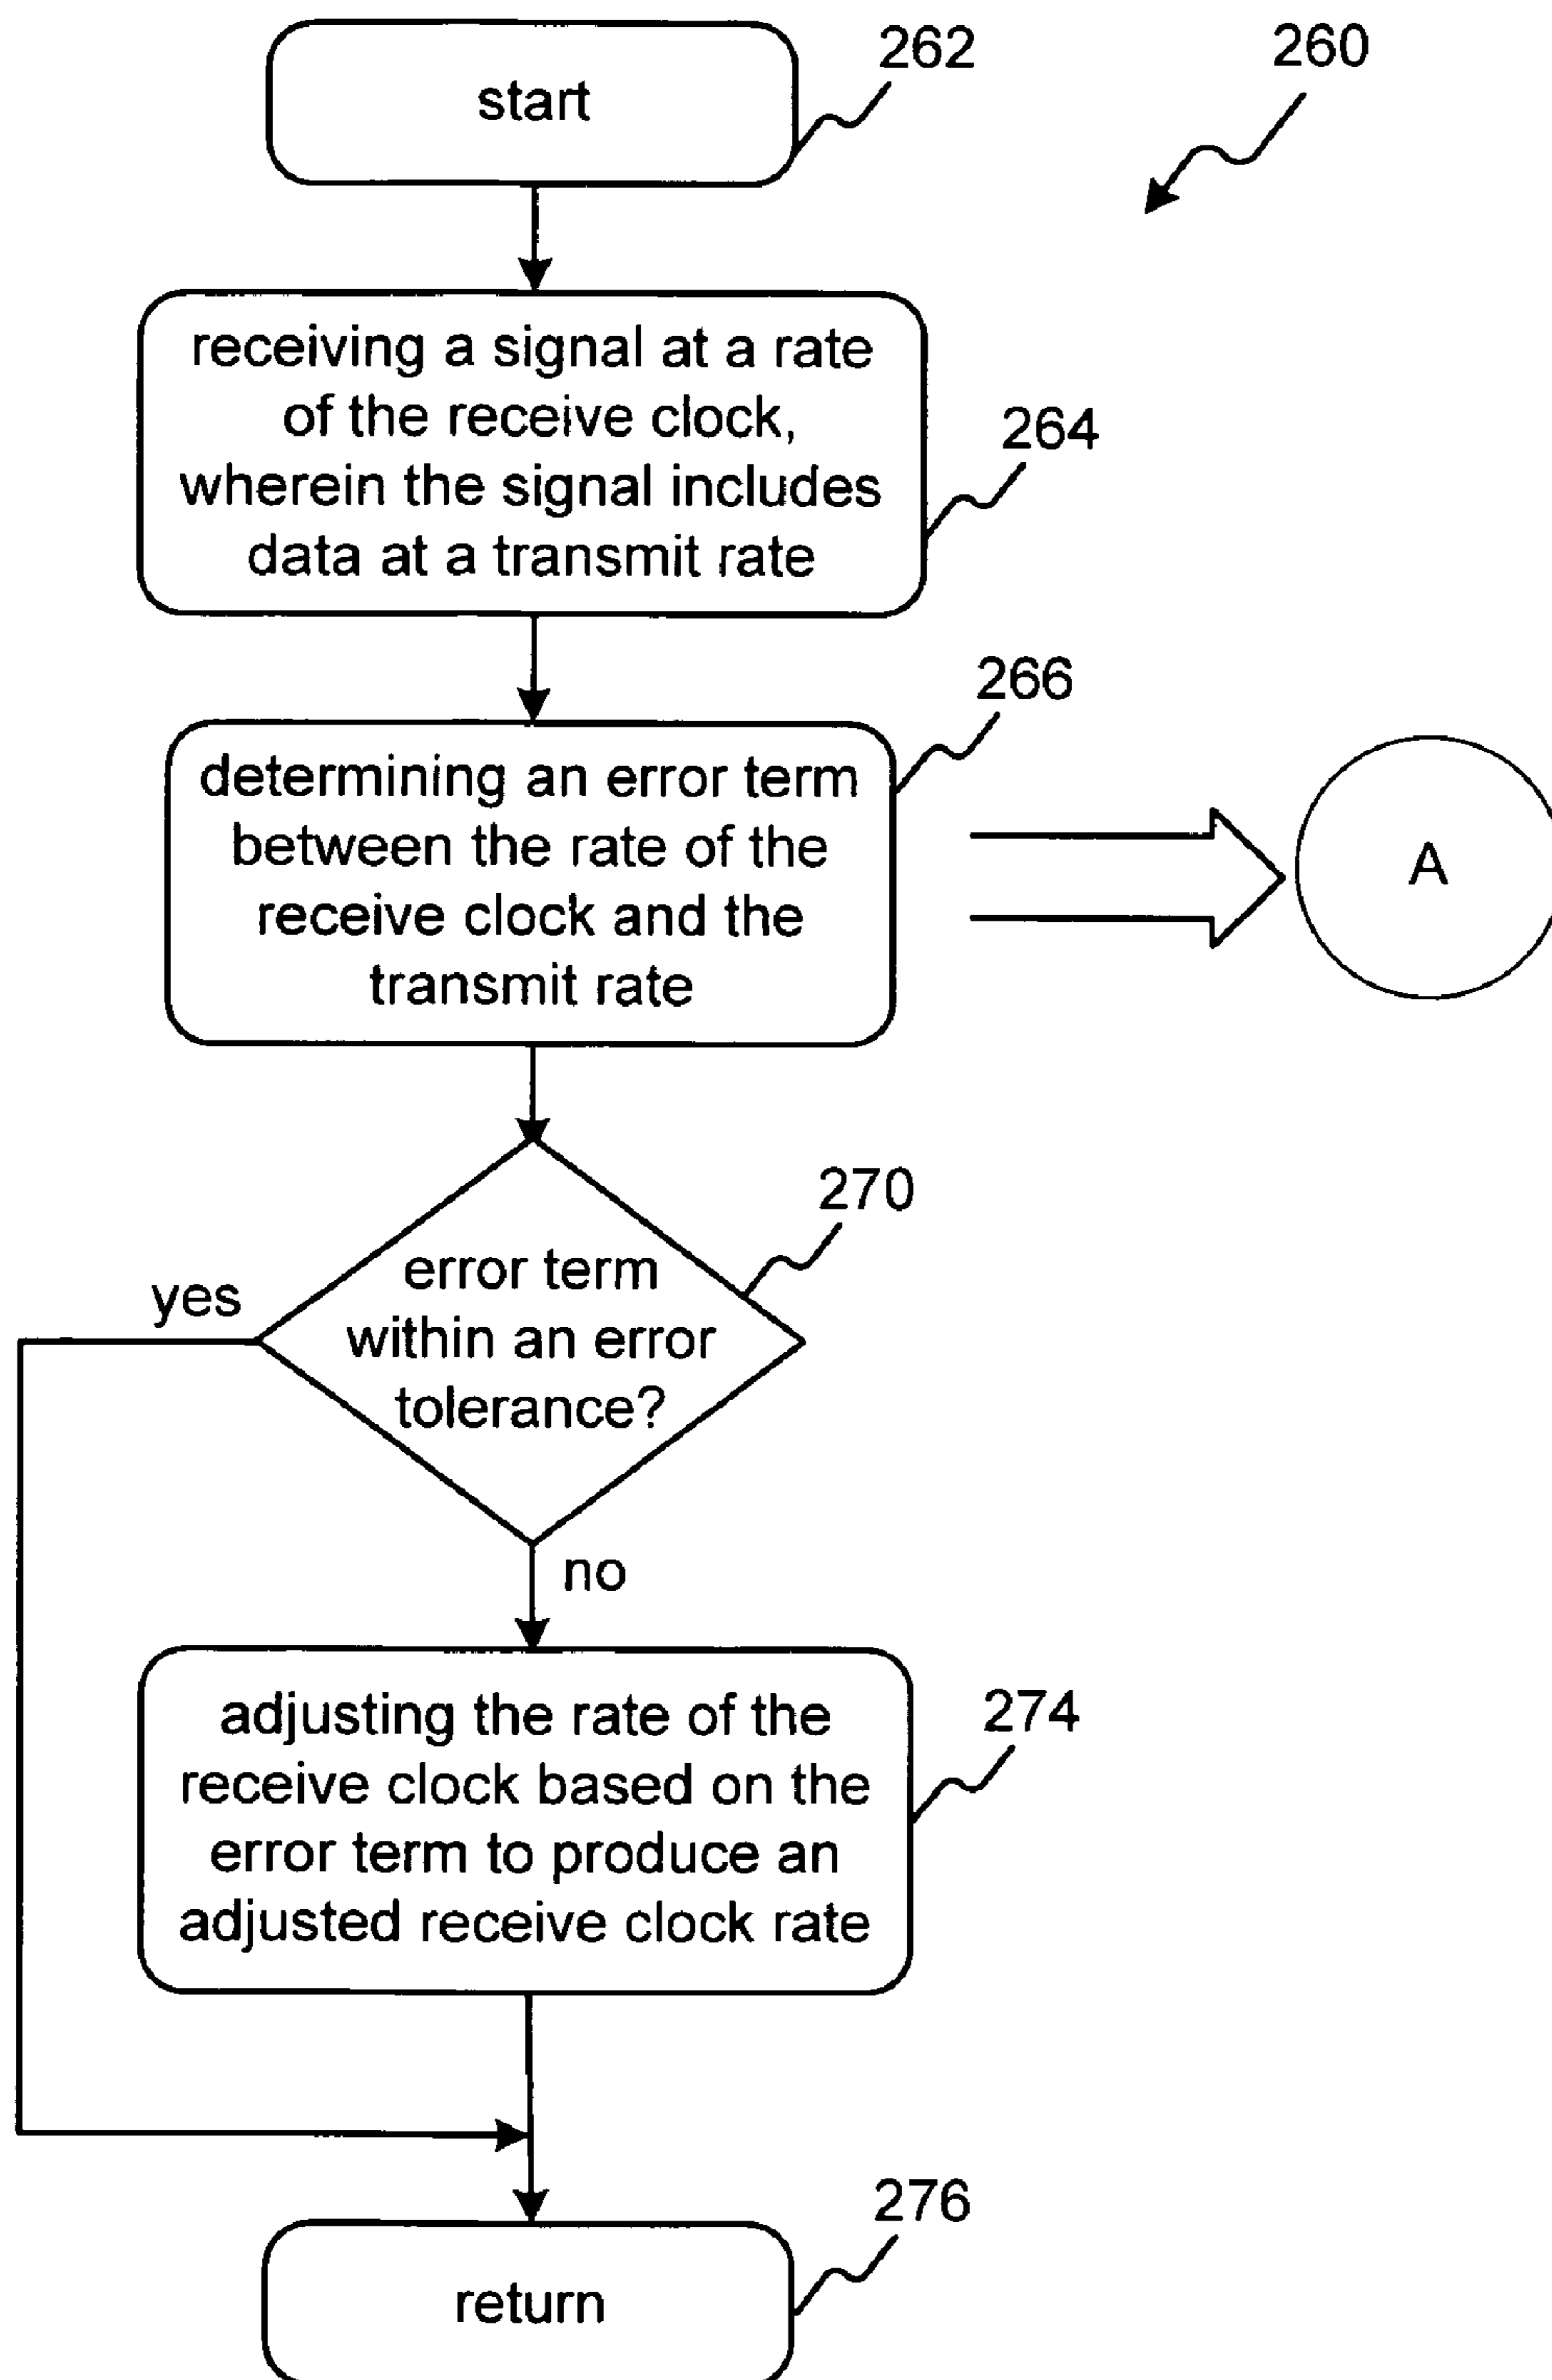 262
260
start
receiving a signal at a rate
of the receive clock,
wherein the signal includes
data at a transmit rate
264
266
determining an error term
between the rate of the
receive clock and the
transmit rate
A
270
yes
error term
within an error
tolerance?
no
adjusting the rate of the
receive clock based on the
error term to produce an
adjusted receive clock rate
274
276
return